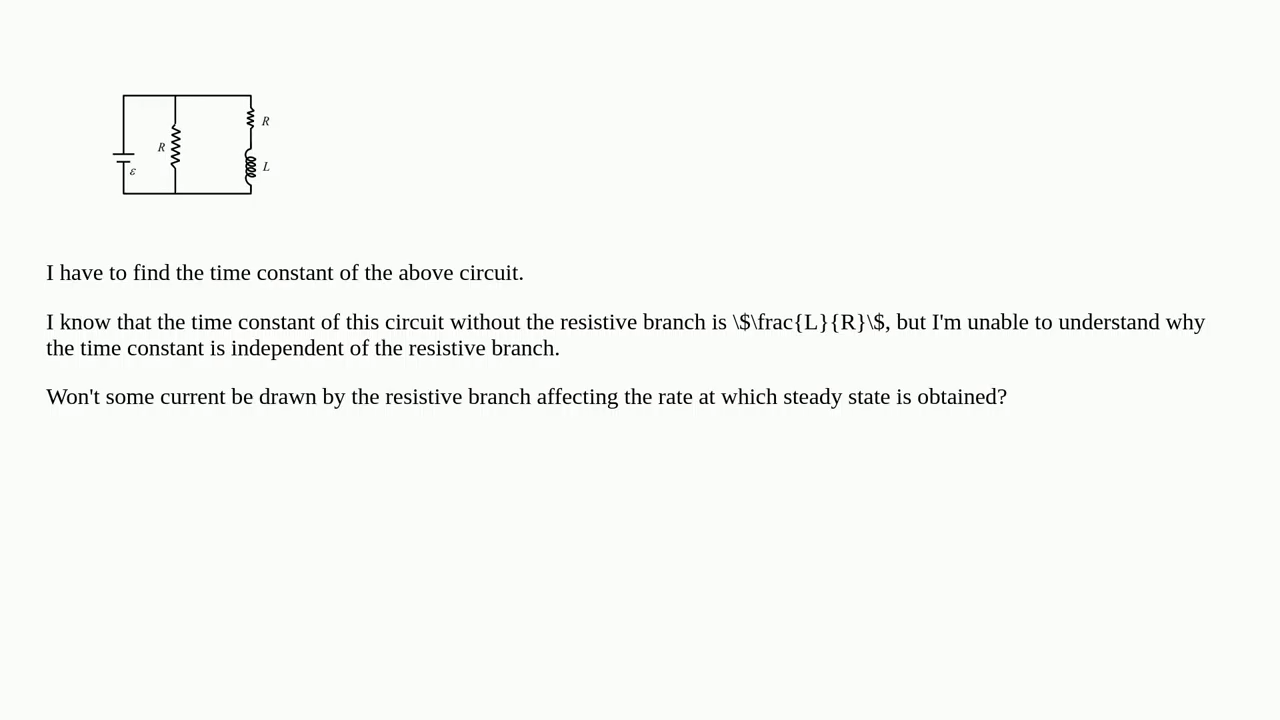 R
R
ε
L
I have to find the time constant of the above circuit.
I know that the time constant of this circuit without the resistive branch is \$\frac{L}{R}\$, but I'm unable to understand why
the time constant is independent of the resistive branch.
Won't some current be drawn by the resistive branch affecting the rate at which steady state is obtained?